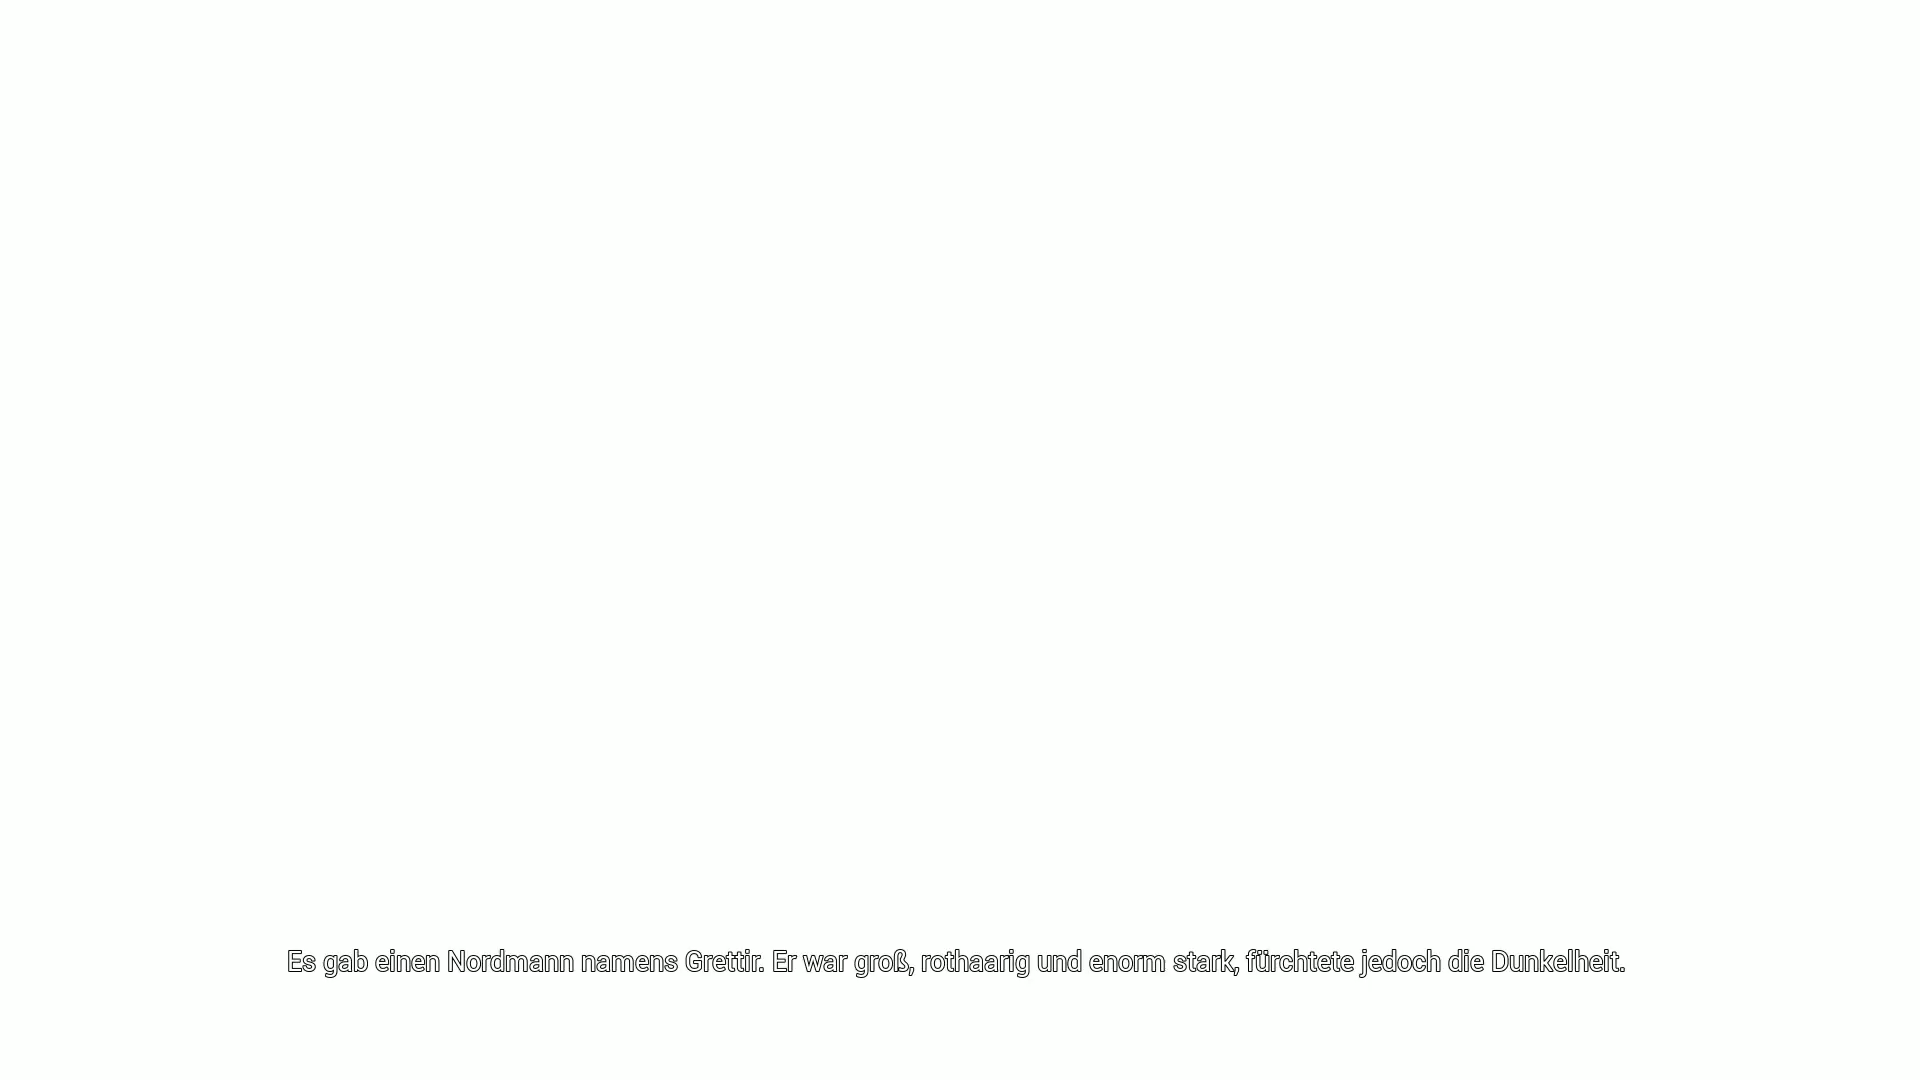 Es gab einen Nordmann namens Grettir. Er war groß, rothaarig und enorm stark, fürchtete jedoch die Dunkelheit.